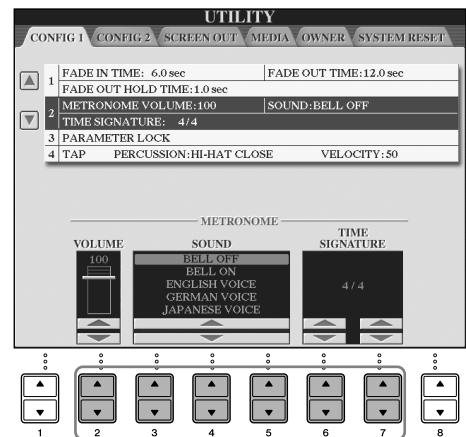 UTILITY
CONFIG 1 CONFIG 2 SCREEN OUT MEDIA OWNER SYSTEM RESET
1 FADE IN TIME: 6.0 sec FADE OUT TIME:12.0 sec
FADE OUT HOLD TIME:1.0 sec
2 METRONOME VOLUME:100 SOUND:BELL OFF
TIME SIGNATURE: 4/4
3 PARAMETER LOCK
4 TAP PERCUSSION:HI-HAT CLOSE VELOCITY:50
METRONOME
VOLUME SOUND TIME SIGNATURE
100
BELL OFF
BELL ON
ENGLISH VOICE
GERMAN VOICE
JAPANESE VOICE
4 / 4
1 2 3 4 5 6 7 8